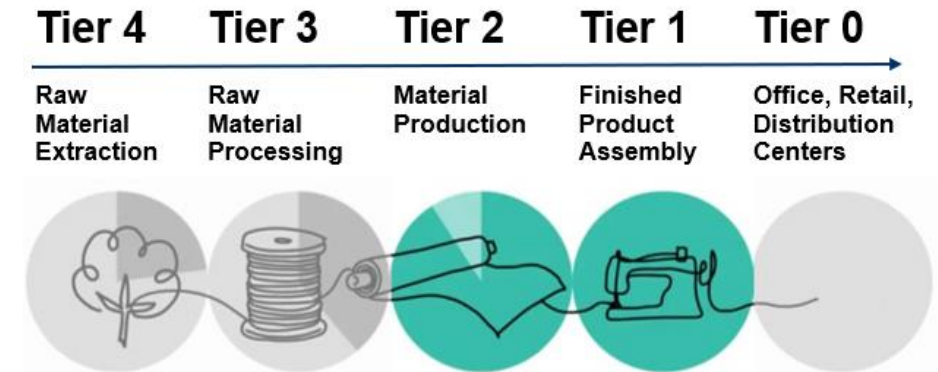 Tier 4
Tier 3
Tier 2
Tier 1
Tier 0
Raw
Material
Extraction
Raw
Material
Processing
Material
Production
Finished
Product
Assembly
Office, Retail,
Distribution
Centers